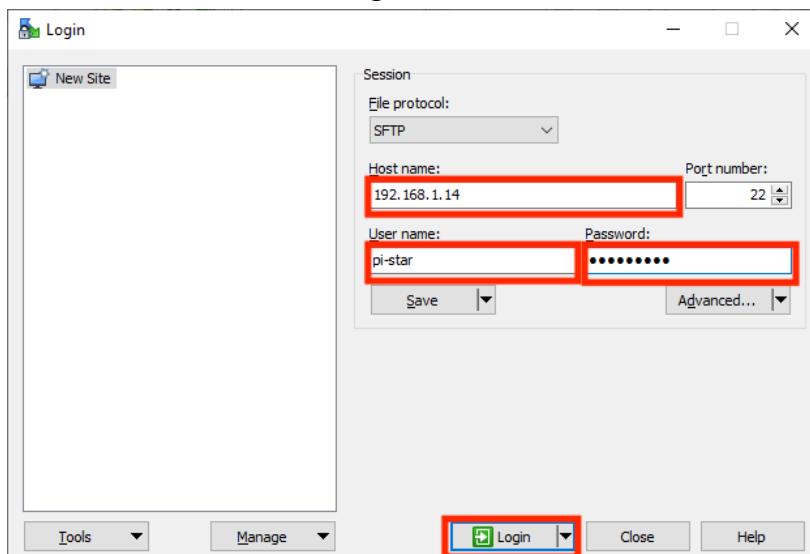 Login
New Site
Session
File protocol:
SFTP
Host name:
Port number:
192.168.1.14
22
User name:
Password:
pi-star
•••••••••
Save
Advanced...
Tools
Manage
Login
Close
Help